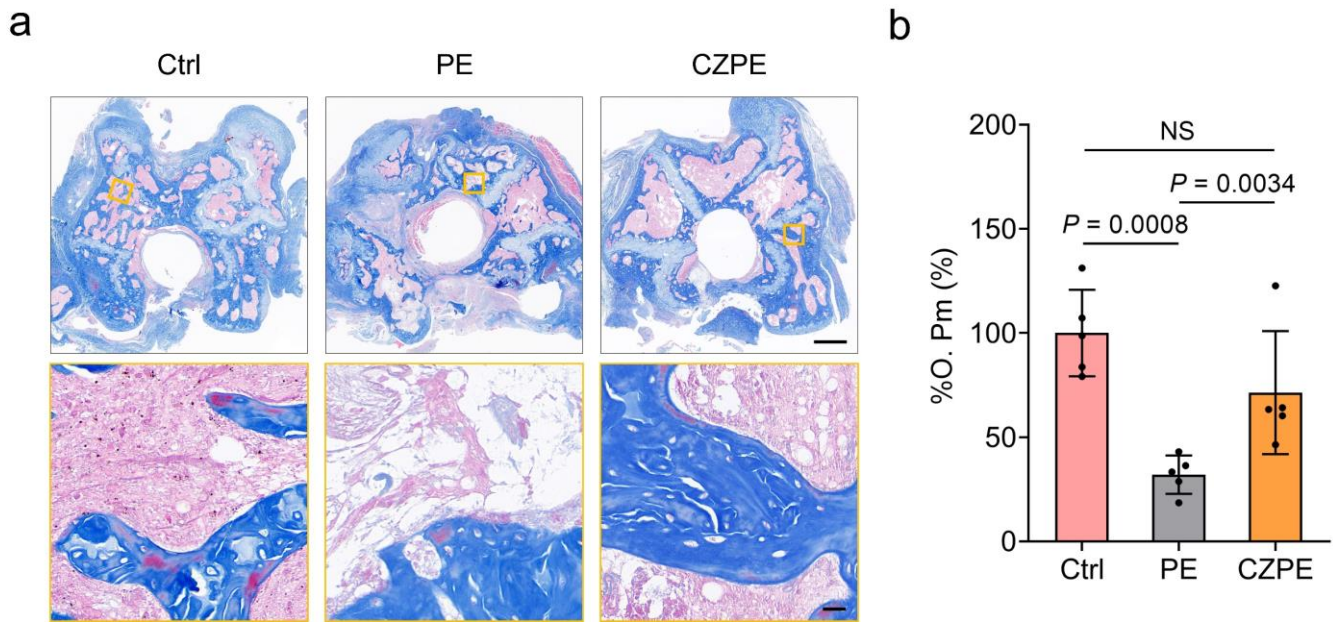 a
Ctrl PE CZPE
b
%O. Pm (%)
200
150
100
50
0
NS
P = 0.0034
P = 0.0008
Ctrl PE CZPE